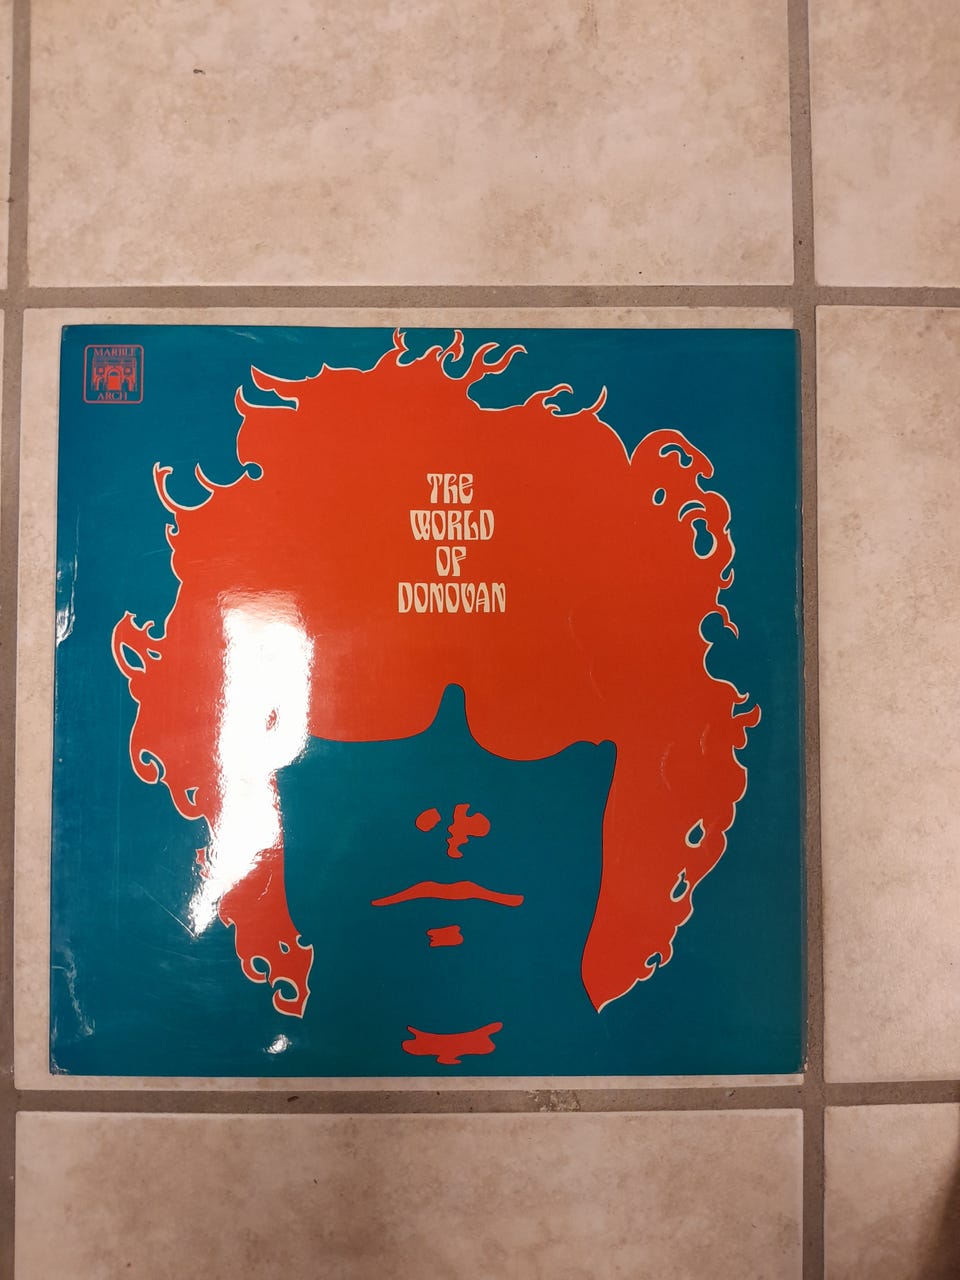 MARBLE
ARCH
THE
WORLD
OF
DONOVAN